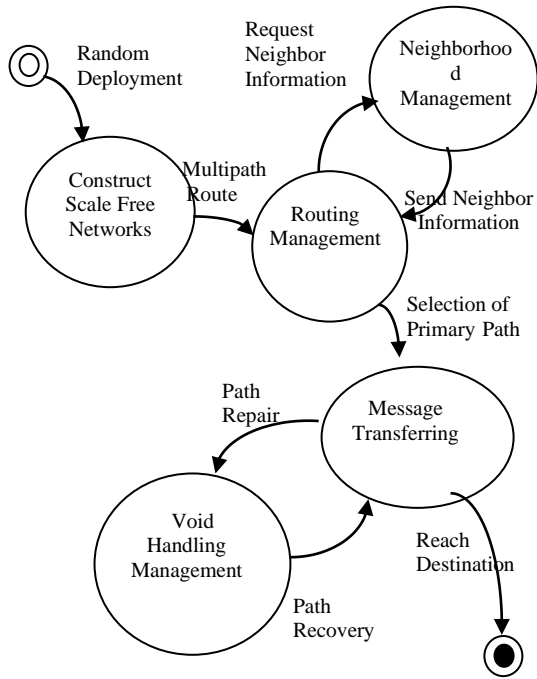 Random
Deployment
Request
Neighbor
Information
Neighborhoo
d
Management
Construct
Scale Free
Networks
Multipath
Route
Routing
Management
Send Neighbor
Information
Selection of
Primary Path
Path
Repair
Message
Transferring
Void
Handling
Management
Reach
Destination
Path
Recovery